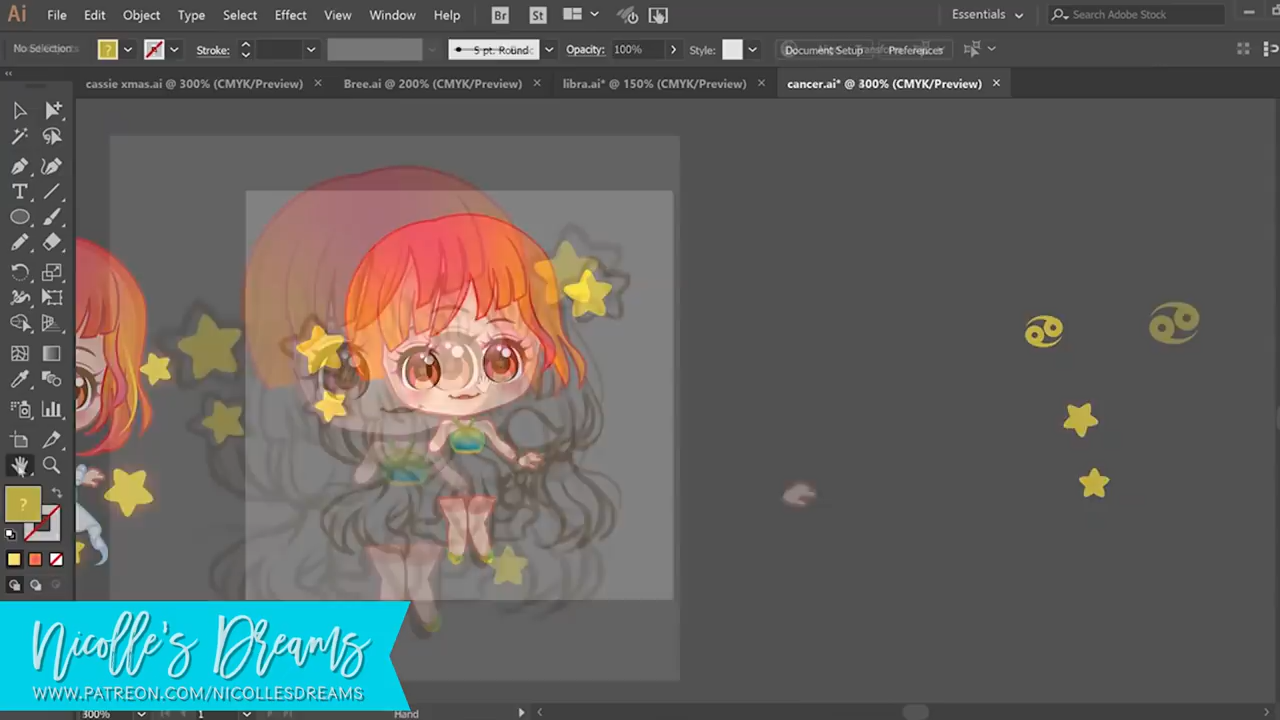 Ai File Edit Object Type Select Effect View Window Help Br St Essentials Search Adobe Stock
No Selection ? Stroke: 5 pt. Round Opacity: 100% Style: Document Setup Preferences
cassie xmas.ai @ 300% (CMYK/Preview) × Bree.ai @ 200% (CMYK/Preview) × libra.ai* @ 150% (CMYK/Preview) × cancer.ai* @ 300% (CMYK/Preview) ×
T
?
Nicolle's Dreams
WWW.PATREON.COM/NICOLLESDREAMS
300% 1 Hand